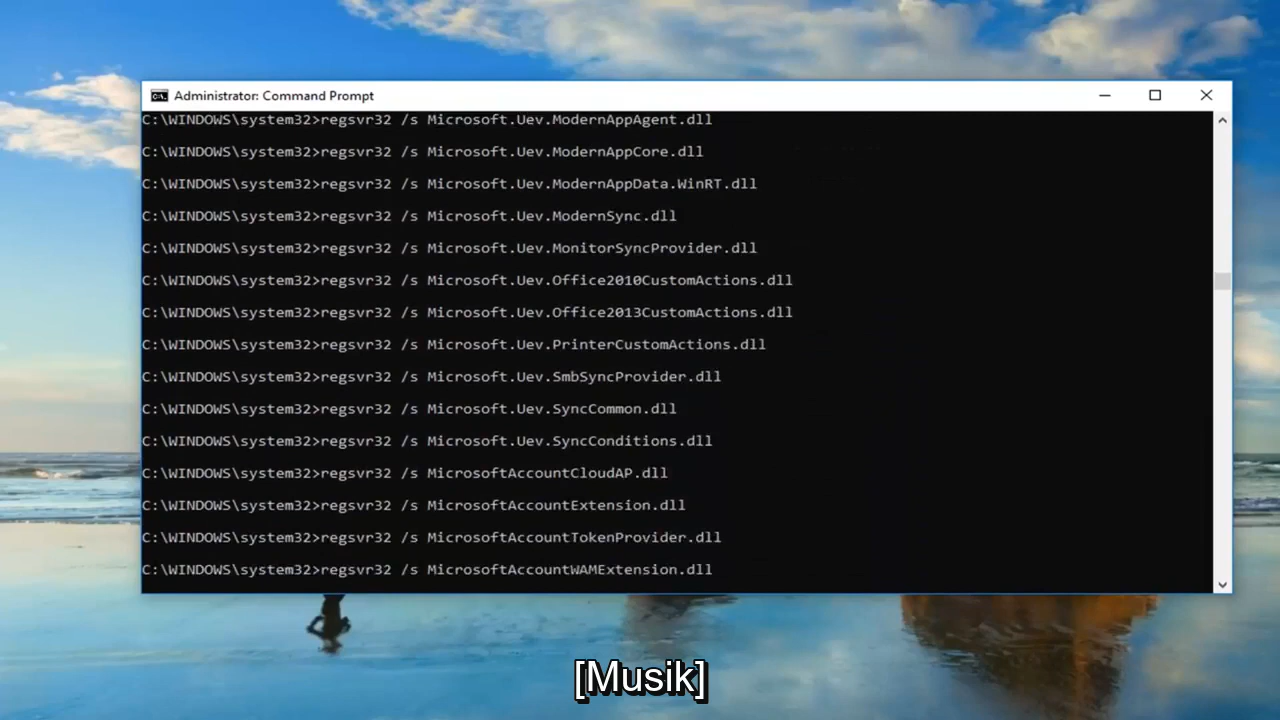 Administrator: Command Prompt
C:\WINDOWS\system32>regsvr32 /s Microsoft.Uev.ModernAppAgent.dll
C:\WINDOWS\system32>regsvr32 /s Microsoft.Uev.ModernAppCore.dll
C:\WINDOWS\system32>regsvr32 /s Microsoft.Uev.ModernAppData.WinRT.dll
C:\WINDOWS\system32>regsvr32 /s Microsoft.Uev.ModernSync.dll
C:\WINDOWS\system32>regsvr32 /s Microsoft.Uev.MonitorSyncProvider.dll
C:\WINDOWS\system32>regsvr32 /s Microsoft.Uev.Office2010CustomActions.dll
C:\WINDOWS\system32>regsvr32 /s Microsoft.Uev.Office2013CustomActions.dll
C:\WINDOWS\system32>regsvr32 /s Microsoft.Uev.PrinterCustomActions.dll
C:\WINDOWS\system32>regsvr32 /s Microsoft.Uev.SmbSyncProvider.dll
C:\WINDOWS\system32>regsvr32 /s Microsoft.Uev.SyncCommon.dll
C:\WINDOWS\system32>regsvr32 /s Microsoft.Uev.SyncConditions.dll
C:\WINDOWS\system32>regsvr32 /s MicrosoftAccountCloudAP.dll
C:\WINDOWS\system32>regsvr32 /s MicrosoftAccountExtension.dll
C:\WINDOWS\system32>regsvr32 /s MicrosoftAccountTokenProvider.dll
C:\WINDOWS\system32>regsvr32 /s MicrosoftAccountWAMExtension.dll
[Musik]